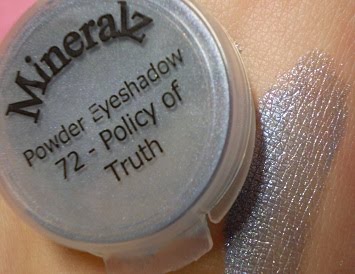 Mineralz
Powder Eyeshadow
72 - Policy of
Truth